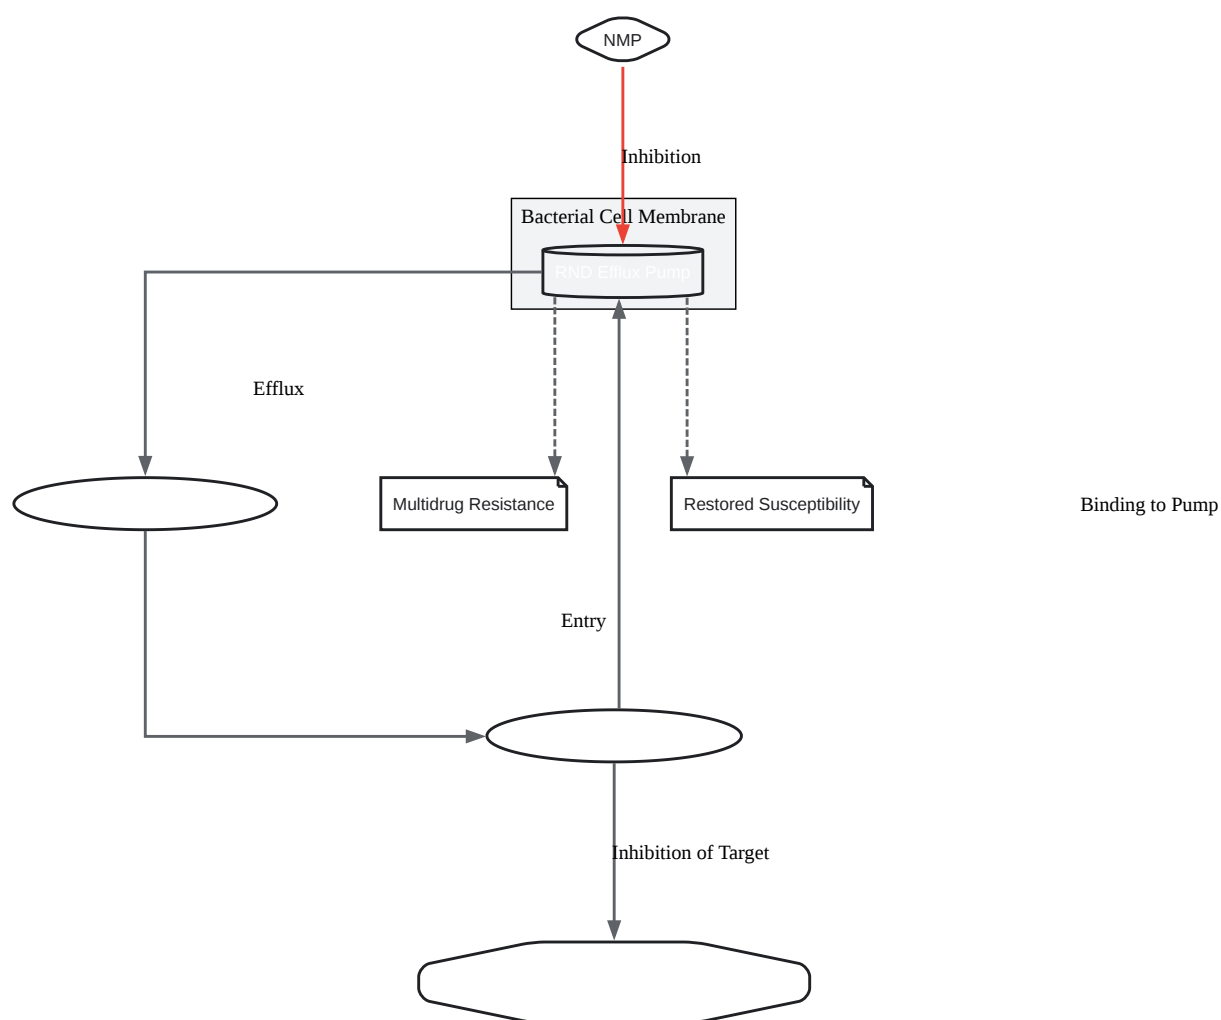 NMP
Inhibition
Bacterial Cell Membrane
RND Efflux Pump
Efflux
Multidrug Resistance
Restored Susceptibility
Binding to Pump
Entry
Inhibition of Target